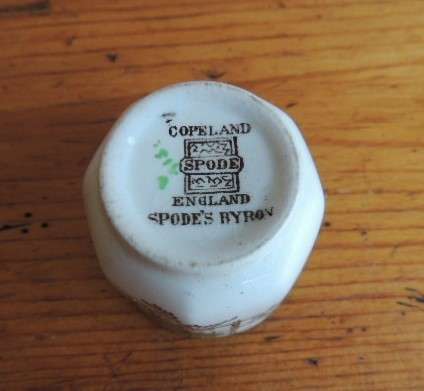 COPELAND
SPODE
ENGLAND
SPODE'S BYRON